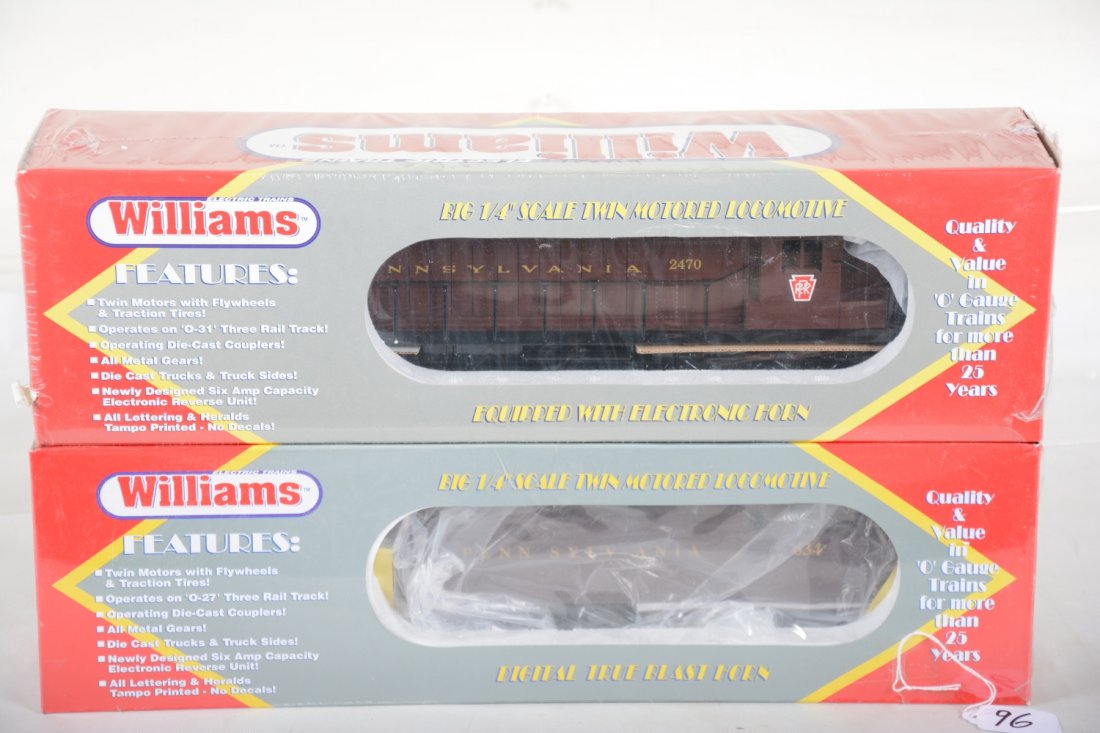 Williams
ELECTRIC TRAINS
Williams™
BIG 1/4" SCALE TWIN MOTORED LOCOMOTIVE
FEATURES:
Twin Motors with Flywheels
& Traction Tires!
Operates on 'O-31' Three Rail Track!
Operating Die-Cast Couplers!
All Metal Gears!
Die Cast Trucks & Truck Sides!
Newly Designed Six Amp Capacity
Electronic Reverse Unit!
All Lettering & Heralds
Tampo Printed - No Decals!
NNSYLVANIA 2470
PRR
EQUIPPED WITH ELECTRONIC HORN
Quality
&
Value
in
'O' Gauge
Trains
for more
than
25
Years
ELECTRIC TRAINS
Williams™
BIG 1/4" SCALE TWIN MOTORED LOCOMOTIVE
FEATURES:
Twin Motors with Flywheels
& Traction Tires!
Operates on 'O-27' Three Rail Track!
Operating Die-Cast Couplers!
All Metal Gears!
Die Cast Trucks & Truck Sides!
Newly Designed Six Amp Capacity
Electronic Reverse Unit!
All Lettering & Heralds
Tampo Printed - No Decals!
PENNSYLVANIA
DIGITAL TRUE BLAST HORN
Quality
&
Value
in
'O' Gauge
Trains
for more
than
25
Years
96